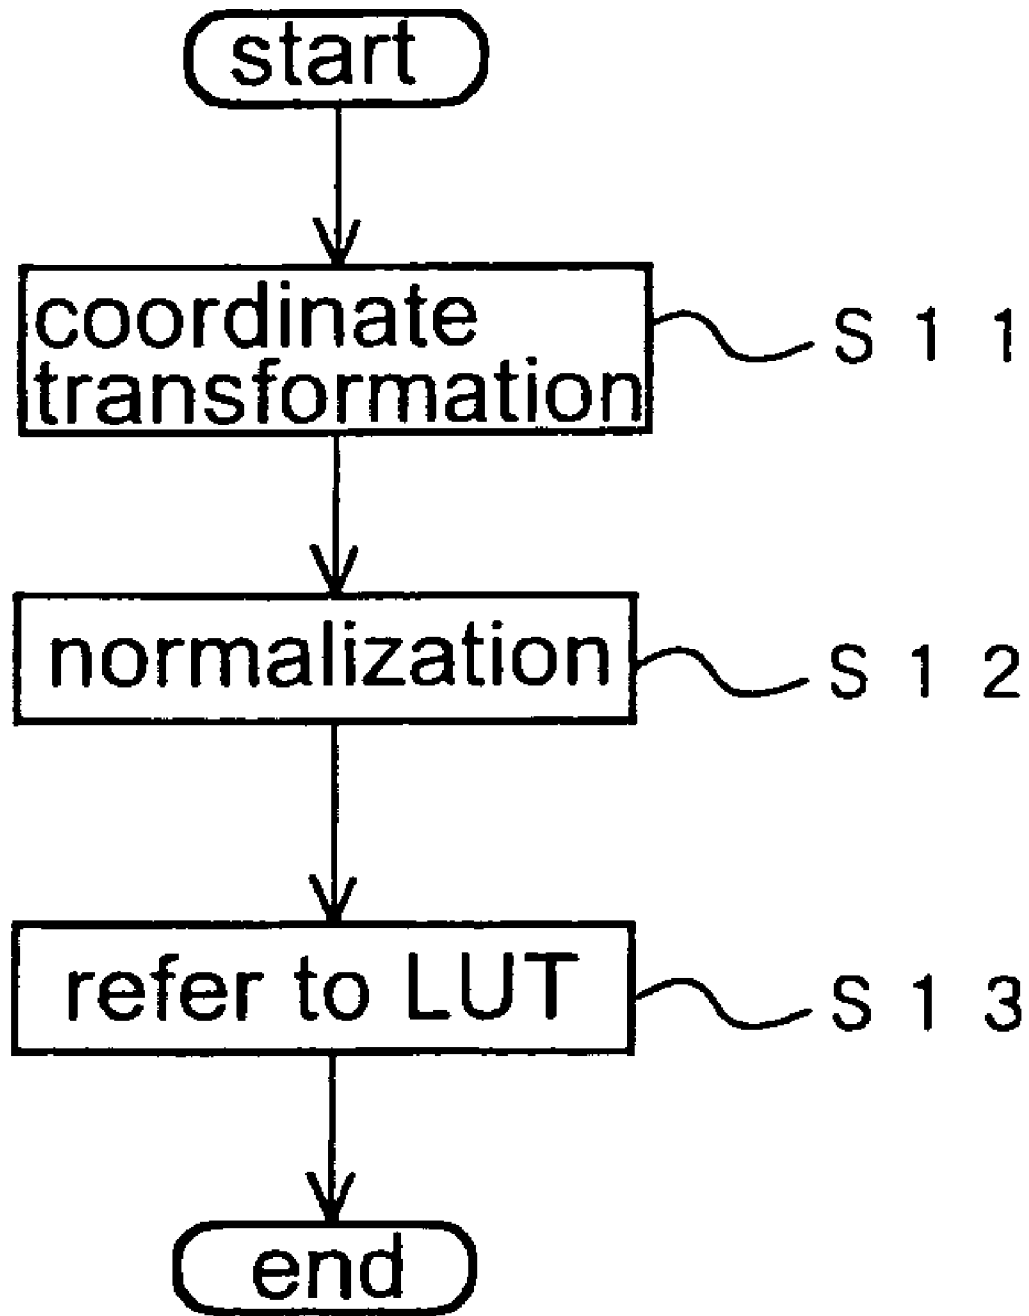 start
coordinate
transformation
S 1 1
normalization
S 1 2
refer to LUT
S 1 3
end